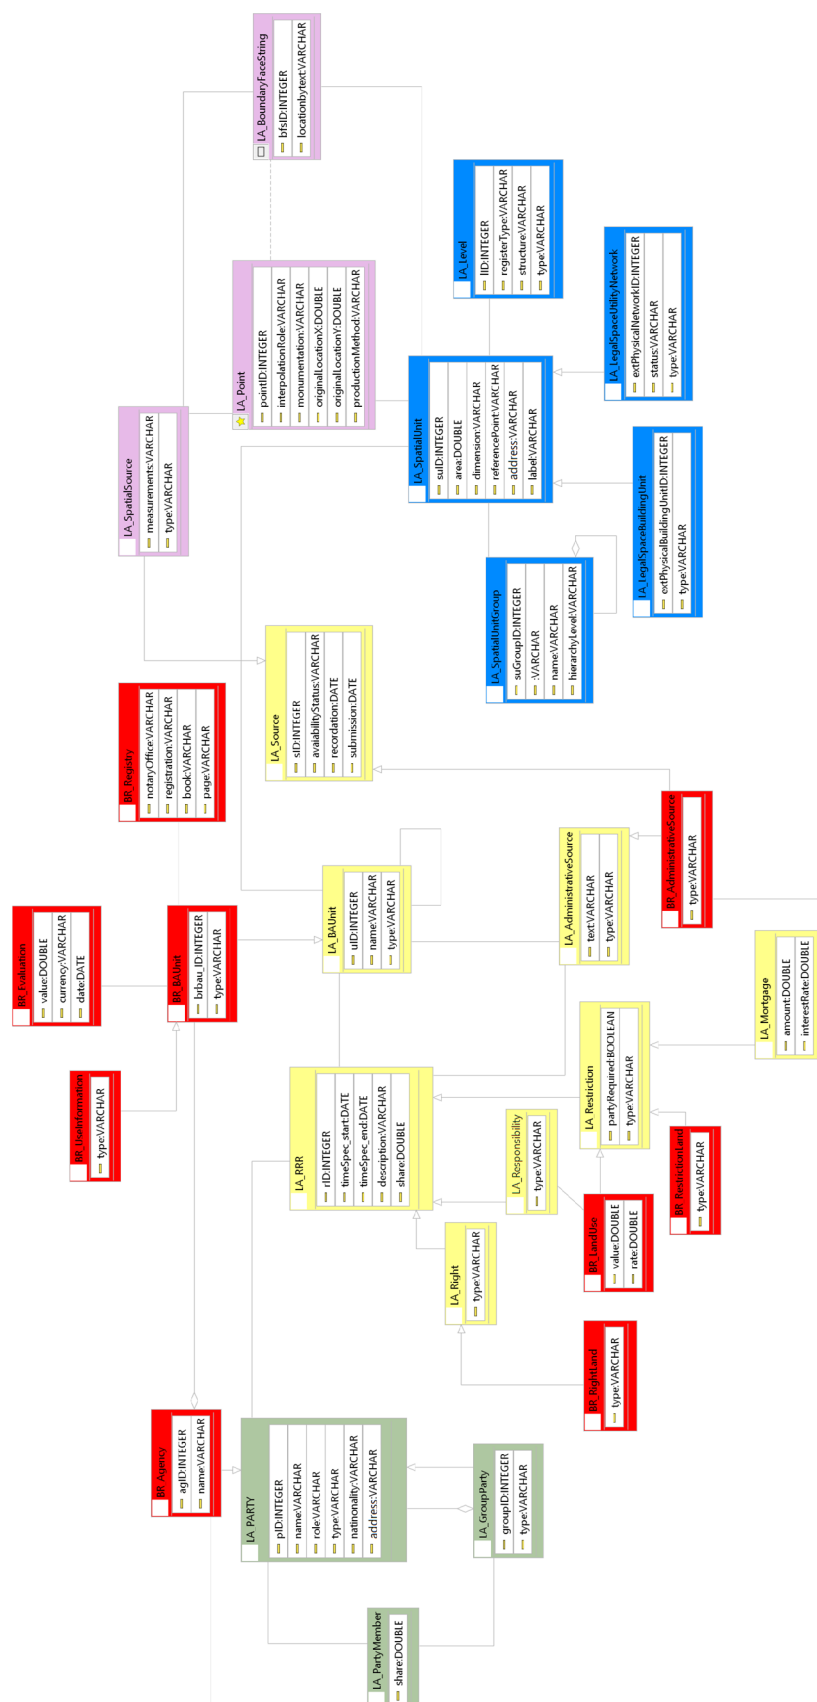 LA_BoundaryFaceString
bfsID:INTEGER
locationbytext:VARCHAR
LA_Point
pointID:INTEGER
interpolationRole:VARCHAR
monumentation:VARCHAR
originalLocationX:DOUBLE
originalLocationY:DOUBLE
productionMethod:VARCHAR
LA_SpatialSource
measurements:VARCHAR
type:VARCHAR
LA_Level
lID:INTEGER
registerType:VARCHAR
structure:VARCHAR
type:VARCHAR
LA_SpatialUnit
suID:INTEGER
area:DOUBLE
dimension:VARCHAR
referencePoint:VARCHAR
address:VARCHAR
label:VARCHAR
LA_LegalSpaceUtilityNetwork
extPhysicalNetworkID:INTEGER
status:VARCHAR
type:VARCHAR
LA_LegalSpaceBuildingUnit
extPhysicalBuildingUnitID:INTEGER
type:VARCHAR
LA_SpatialUnitGroup
suGroupID:INTEGER
:VARCHAR
name:VARCHAR
hierarchyLevel:VARCHAR
LA_Source
sID:INTEGER
avaiabilityStatus:VARCHAR
recordation:DATE
submission:DATE
BR_Registry
notaryOffice:VARCHAR
registration:VARCHAR
book:VARCHAR
page:VARCHAR
BR_Evaluation
value:DOUBLE
currency:VARCHAR
date:DATE
BR_BAUnit
brbau_ID:INTEGER
type:VARCHAR
BR_UseInformation
type:VARCHAR
LA_BAUnit
uID:INTEGER
name:VARCHAR
type:VARCHAR
LA_AdministrativeSource
text:VARCHAR
type:VARCHAR
BR_AdministrativeSource
type:VARCHAR
LA_Mortgage
amount:DOUBLE
interestRate:DOUBLE
LA_Restriction
partyRequired:BOOLEAN
type:VARCHAR
LA_RRR
rID:INTEGER
timeSpec_start:DATE
timeSpec_end:DATE
description:VARCHAR
share:DOUBLE
LA_Responsibility
type:VARCHAR
BR_RestrictionLand
type:VARCHAR
BR_LandUse
value:DOUBLE
rate:DOUBLE
LA_Right
type:VARCHAR
BR_RightLand
type:VARCHAR
BR_Agency
agID:INTEGER
name:VARCHAR
LA_PARTY
pID:INTEGER
name:VARCHAR
role:VARCHAR
type:VARCHAR
natinonality:VARCHAR
address:VARCHAR
LA_GroupParty
groupID:INTEGER
type:VARCHAR
LA_PartyMember
share:DOUBLE